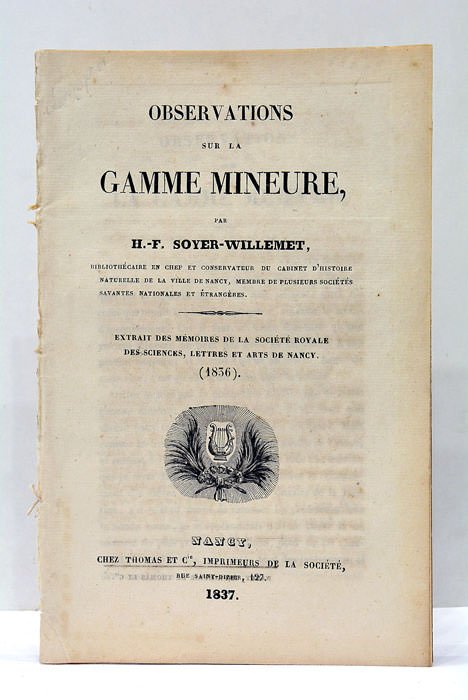 OBSERVATIONS
SUR LA
GAMME MINEURE,
PAR
H.-F. SOYER-WILLEMET,
BIBLIOTHÉCAIRE EN CHEF ET CONSERVATEUR DU CABINET D'HISTOIRE
NATURELLE DE LA VILLE DE NANCY, MEMBRE DE PLUSIEURS SOCIÉTÉS
SAVANTES NATIONALES ET ÉTRANGÈRES.
EXTRAIT DES MÉMOIRES DE LA SOCIÉTÉ ROYALE
DES SCIENCES, LETTRES ET ARTS DE NANCY.
(1836).
NANCY,
CHEZ THOMAS ET Cie, IMPRIMEURS DE LA SOCIÉTÉ,
RUE SAINT-DIZIER, 127.
1837.